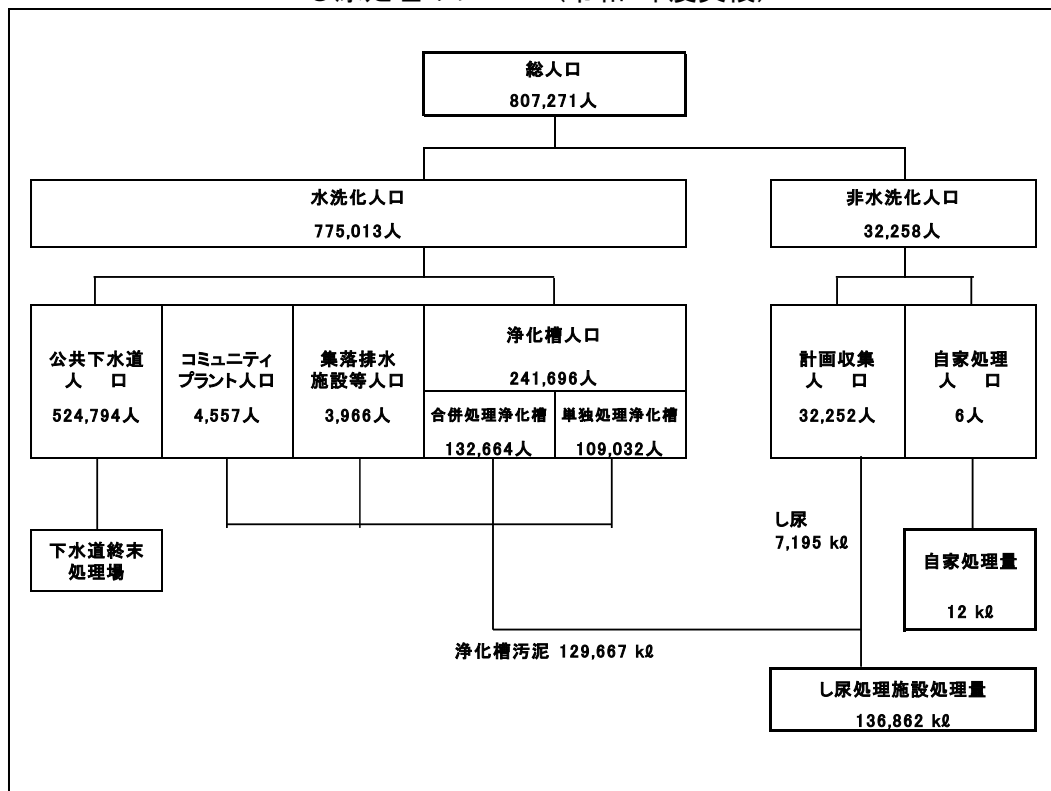 総人口
807,271人
水洗化人口
775,013人
非水洗化人口
32,258人
公共下水道
人　口
524,794人
コミュニティ
プラント人口
4,557人
集落排水
施設等人口
3,966人
浄化槽人口
241,696人
合併処理浄化槽
132,664人
単独処理浄化槽
109,032人
計画収集
人　口
32,252人
自家処理
人　口
6人
下水道終末
処理場
し尿
7,195 kℓ
自家処理量
12 kℓ
浄化槽汚泥 129,667 kℓ
し尿処理施設処理量
136,862 kℓ